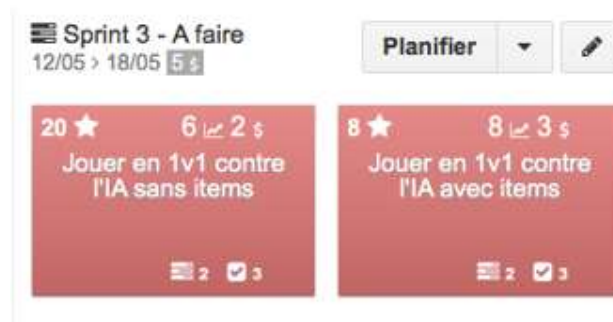 Sprint 3 - A faire
12/05 › 18/05 5 $
Planifier
20 6 2 $
Jouer en 1v1 contre
l'IA sans items
2 3
8 8 3 $
Jouer en 1v1 contre
l'IA avec items
2 3